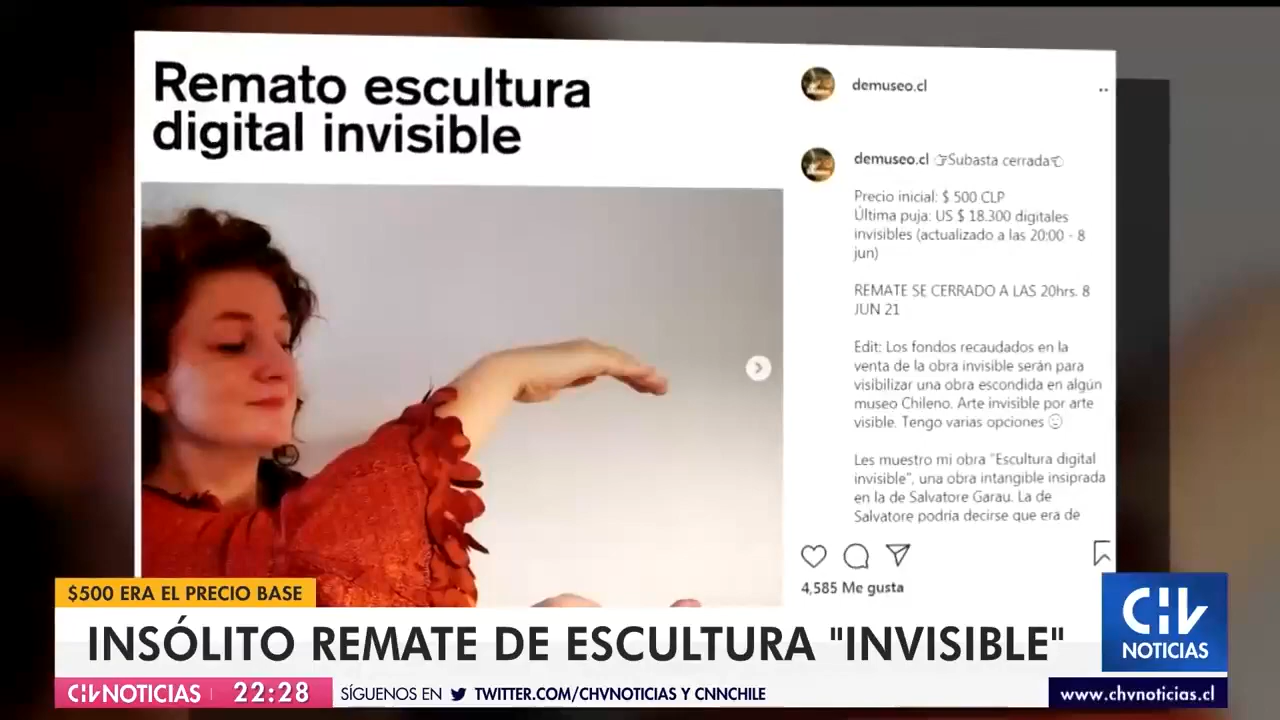 Remato escultura
digital invisible
demuseo.cl
demuseo.cl 👉Subasta cerrada👈
Precio inicial: $ 500 CLP
Última puja: US $ 18.300 digitales
invisibles (actualizado a las 20:00 - 8
jun)
REMATE SE CERRADO A LAS 20hrs. 8
JUN 21
Edit: Los fondos recaudados en la
venta de la obra invisible serán para
visibilizar una obra escondida en algún
museo Chileno. Arte invisible por arte
visible. Tengo varias opciones ☺
Les muestro mi obra "Escultura digital
invisible", una obra intangible insiprada
en la de Salvatore Garau. La de
Salvatore podría decirse que era de
4,585 Me gusta
$500 ERA EL PRECIO BASE
INSÓLITO REMATE DE ESCULTURA "INVISIBLE"
CHV NOTICIAS
CHV NOTICIAS 22:28 SÍGUENOS EN TWITTER.COM/CHVNOTICIAS Y CNNCHILE
www.chvnoticias.cl